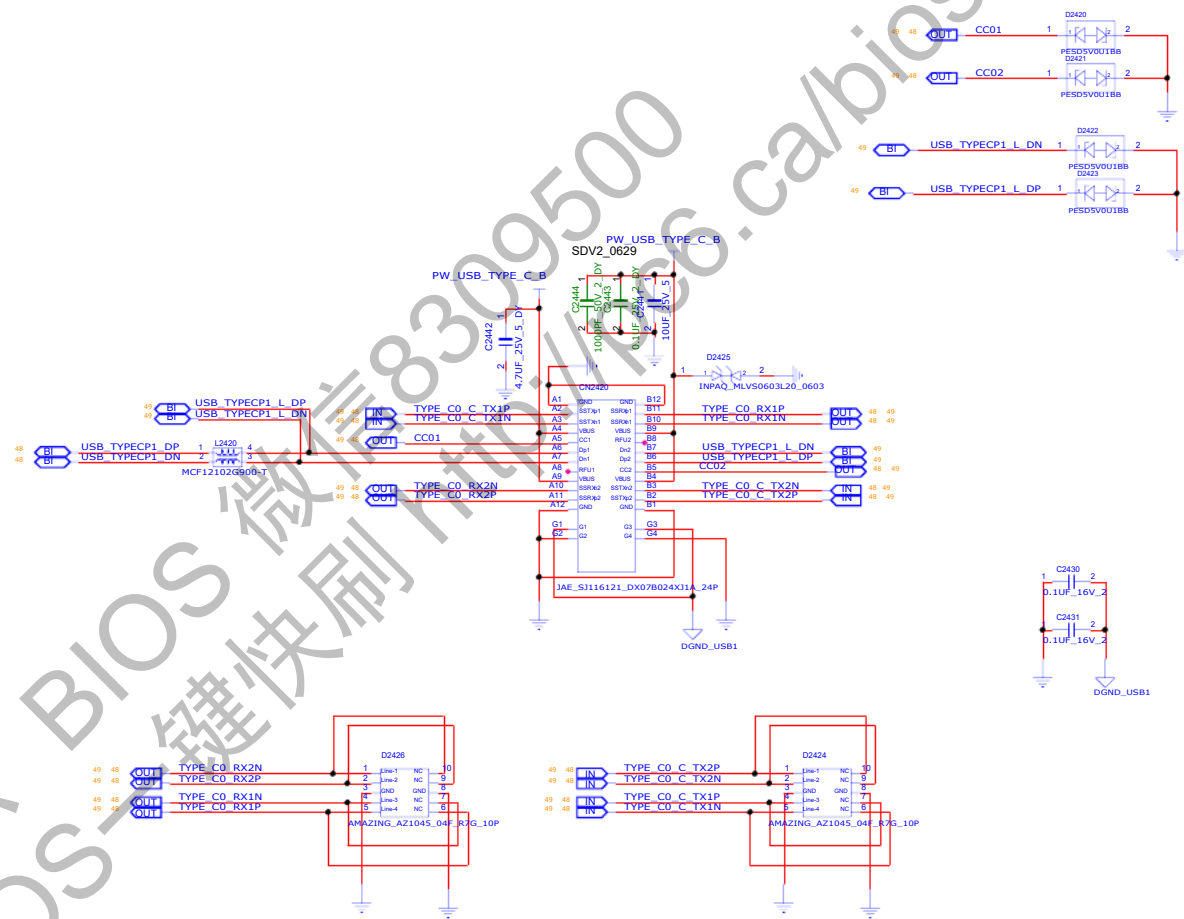 D2420
49 48 OUT CC01 1 2
PESD5V0U1BB
D2421
49 48 OUT CC02 1 2
PESD5V0U1BB
D2422
49 BI USB_TYPECP1_L_DN 1 2
PESD5V0U1BB
D2423
49 BI USB_TYPECP1_L_DP 1 2
PESD5V0U1BB
PW_USB_TYPE_C_B
SDV2_0629
PW_USB_TYPE_C_B
C2444
100PF_50V_2_DY
C2443
0.1UF_25V_2_DY
10UF_25V_5
C2442
4.7UF_25V_5_DY
D2425
1 2
INPAQ_MLVS0603L20_0603
CN2420
49 BI USB_TYPECP1_L_DP
49 BI USB_TYPECP1_L_DN
48 BI USB_TYPECP1_DP 1 L2420 4
48 BI USB_TYPECP1_DN 2 3
MCF12102G900-T
A1 GND GND B12
49 48 IN TYPE_C0_C_TX1P A2 SSTXp1 SSRXp1 B11 TYPE_C0_RX1P OUT 48 49
49 48 IN TYPE_C0_C_TX1N A3 SSTXn1 SSRXn1 B10 TYPE_C0_RX1N OUT 48 49
A4 VBUS VBUS B9
49 48 OUT CC01 A5 CC1 RFU2 B8
A6 Dp1 Dn2 B7 USB_TYPECP1_L_DN BI 49
A7 Dn1 Dp2 B6 USB_TYPECP1_L_DP BI 49
A8 RFU1 CC2 B5 CC02 OUT 48 49
A9 VBUS VBUS B4
49 48 OUT TYPE_C0_RX2N A10 SSRXn2 SSTXn2 B3 TYPE_C0_C_TX2N IN 48 49
49 48 OUT TYPE_C0_RX2P A11 SSRXp2 SSTXp2 B2 TYPE_C0_C_TX2P IN 48 49
A12 GND GND B1
G1 G1 G3 G3
G2 G2 G4 G4
JAE_SJ116121_DX07B024XJ1A_24P
DGND_USB1
C2430
1 2
0.1UF_16V_2
C2431
1 2
0.1UF_16V_2
DGND_USB1
D2426
49 48 OUT TYPE_C0_RX2N 1 Line-1 NC 10
49 48 OUT TYPE_C0_RX2P 2 Line-2 NC 9
3 GND GND 8
49 48 OUT TYPE_C0_RX1N 4 Line-3 NC 7
49 48 OUT TYPE_C0_RX1P 5 Line-4 NC 6
AMAZING_AZ1045_04F_R7G_10P
D2424
49 48 IN TYPE_C0_C_TX2P 1 Line-1 NC 10
49 48 IN TYPE_C0_C_TX2N 2 Line-2 NC 9
3 GND GND 8
49 48 IN TYPE_C0_C_TX1P 4 Line-3 NC 7
49 48 IN TYPE_C0_C_TX1N 5 Line-4 NC 6
AMAZING_AZ1045_04F_R7G_10P
BIOS 微信8309500
OS一键快刷 http://pc6.ca/bios